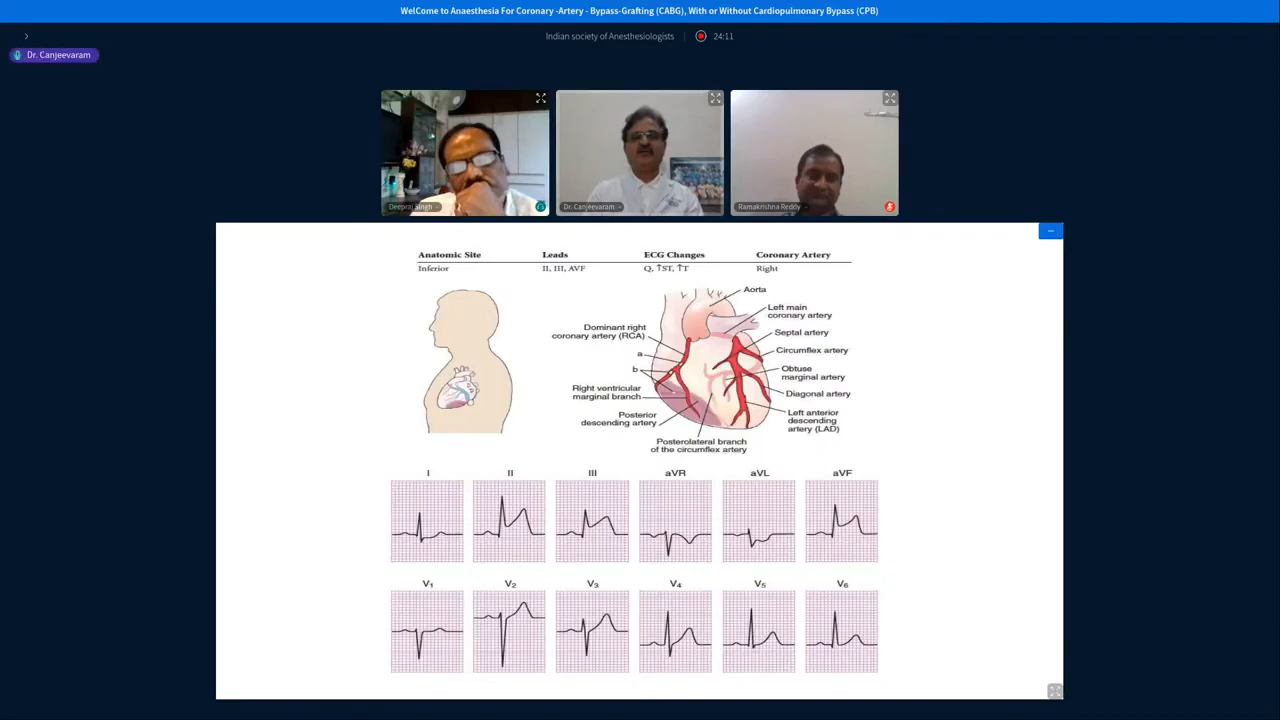 WelCome to Anaesthesia For Coronary -Artery - Bypass-Grafting (CABG), With or Without Cardiopulmonary Bypass (CPB)
Indian society of Anesthesiologists
24:11
Dr. Canjeevaram
Deepraj Singh
Dr. Canjeevaram
Ramakrishna Reddy
Anatomic Site Leads ECG Changes Coronary Artery
Inferior II, III, AVF Q, ↑ST, ↑T Right
Aorta
Left main
coronary artery
Septal artery
Circumflex artery
Obtuse
marginal artery
Diagonal artery
Left anterior
descending
artery (LAD)
Dominant right
coronary artery (RCA)
a
b
Right ventricular
marginal branch
Posterior
descending artery
Posterolateral branch
of the circumflex artery
I II III aVR aVL aVF
V1 V2 V3 V4 V5 V6